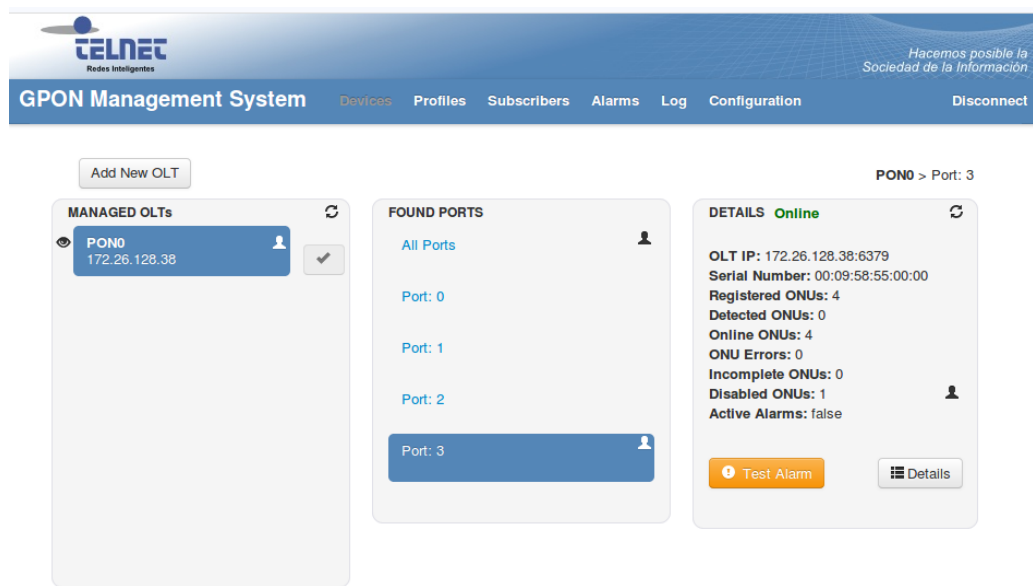 TELNET
Redes Inteligentes
Hacemos posible la
Sociedad de la Información
GPON Management System Devices Profiles Subscribers Alarms Log Configuration Disconnect
Add New OLT
PON0 > Port: 3
MANAGED OLTs
PON0
172.26.128.38
FOUND PORTS
All Ports
Port: 0
Port: 1
Port: 2
Port: 3
DETAILS Online
OLT IP: 172.26.128.38:6379
Serial Number: 00:09:58:55:00:00
Registered ONUs: 4
Detected ONUs: 0
Online ONUs: 4
ONU Errors: 0
Incomplete ONUs: 0
Disabled ONUs: 1
Active Alarms: false
Test Alarm
Details